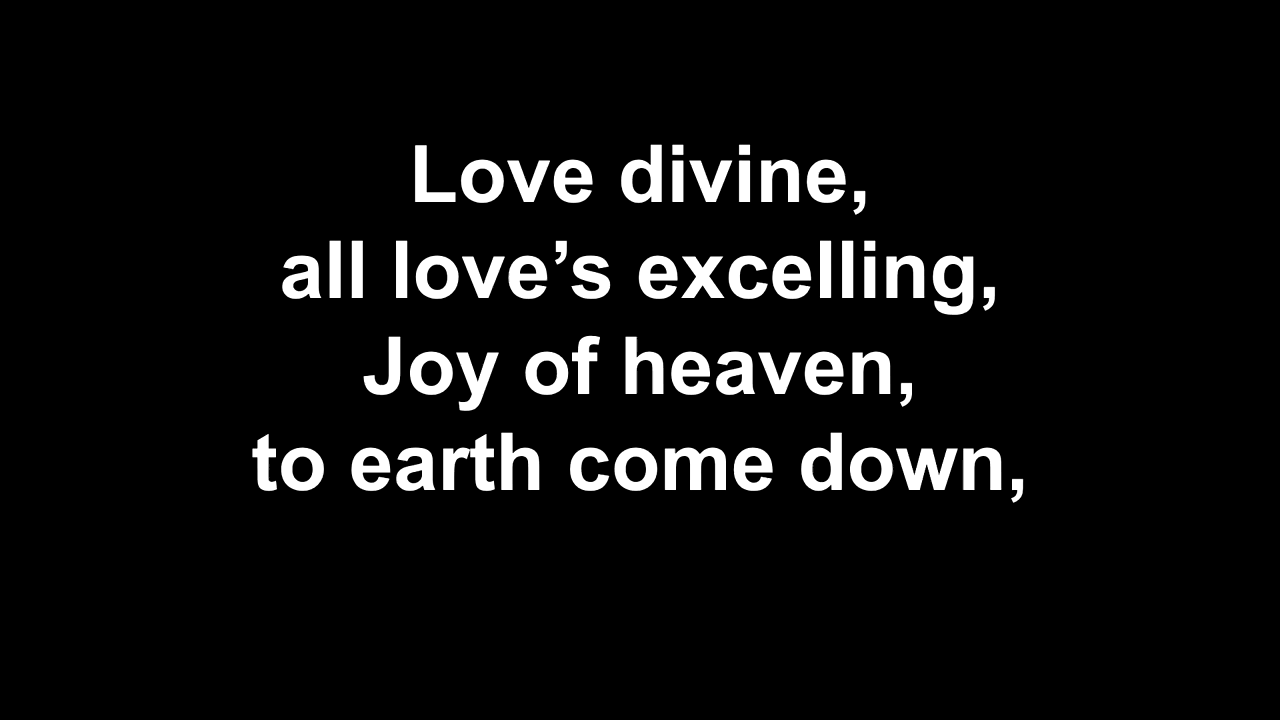 Love divine,
all love’s excelling,
Joy of heaven,
to earth come down,